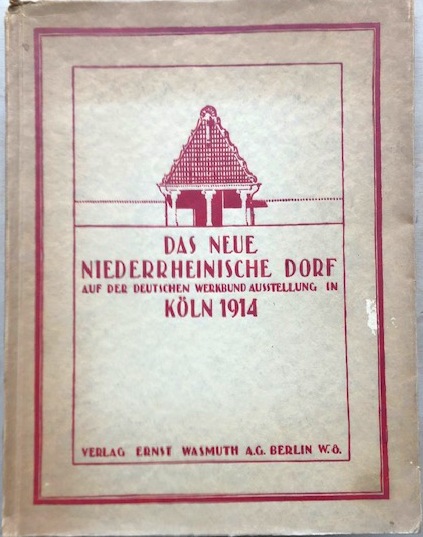 DAS NEUE
NIEDERRHEINISCHE DORF
AUF DER DEUTSCHEN WERKBUND AUSSTELLUNG IN
KÖLN 1914
VERLAG ERNST WASMUTH A.G. BERLIN W. 8.